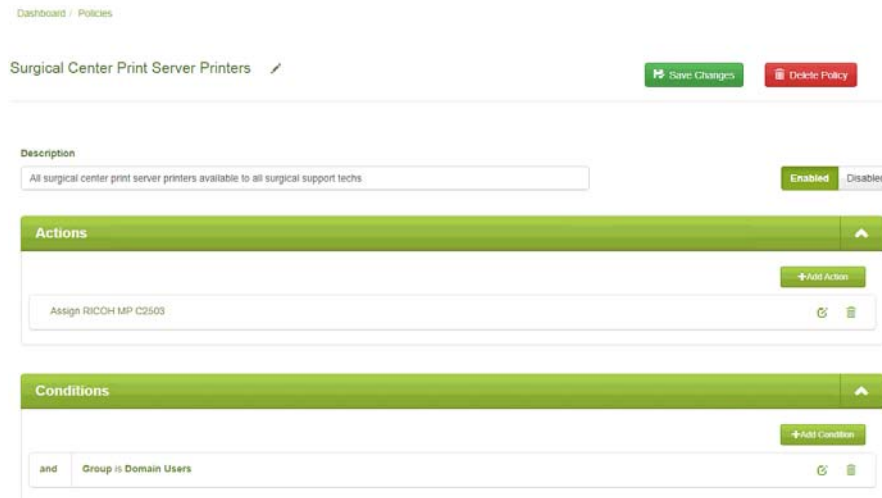 Dashboard / Policies
Surgical Center Print Server Printers
Save Changes
Delete Policy
Description
All surgical center print server printers available to all surgical support techs
Enabled
Disabled
Actions
+Add Action
Assign RICOH MP C2503
Conditions
+Add Condition
and
Group is Domain Users